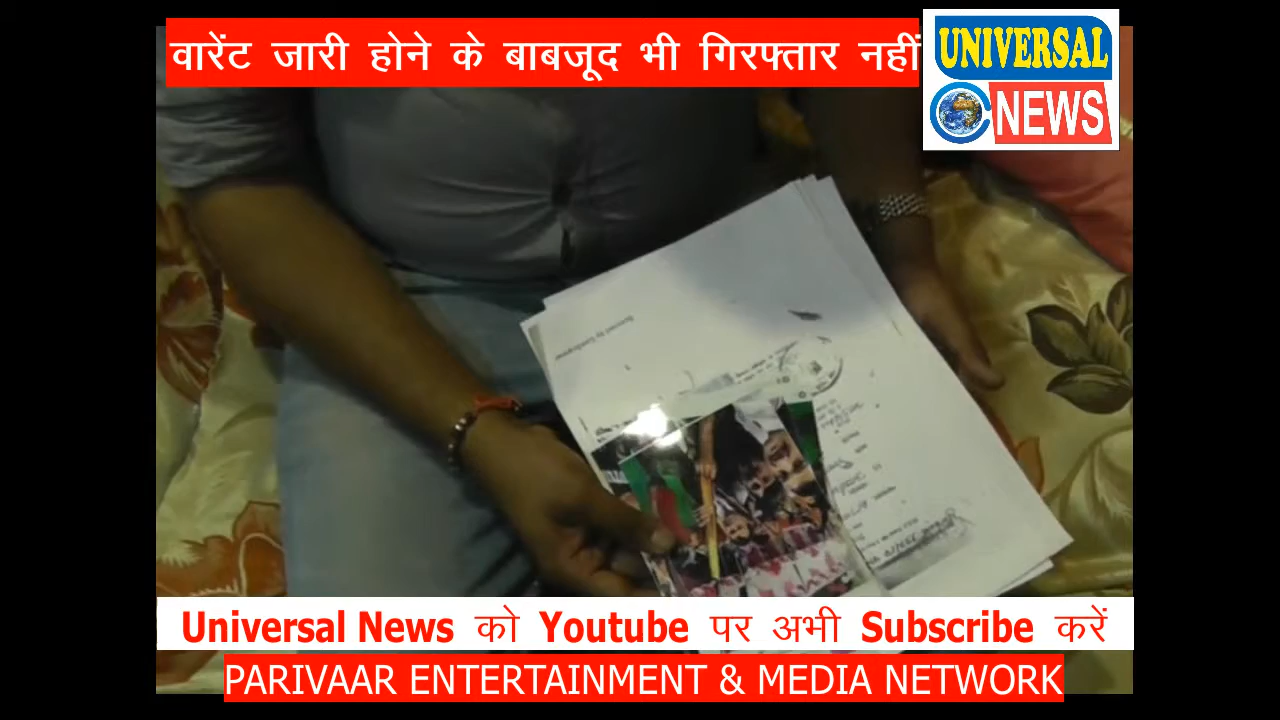 वारेंट जारी होने के बाबजूद भी गिरफ्तार नहीं
UNIVERSAL
NEWS
Universal News को Youtube पर अभी Subscribe करें
PARIVAAR ENTERTAINMENT & MEDIA NETWORK